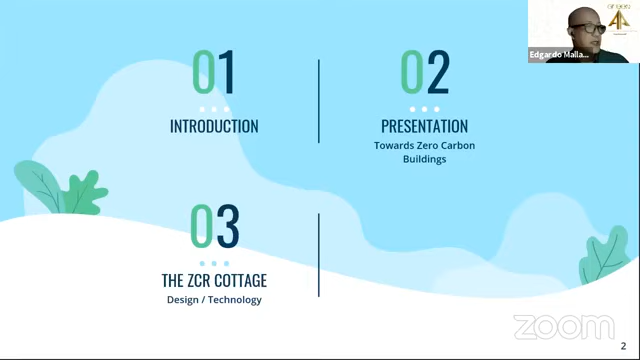 01
INTRODUCTION
02
PRESENTATION
Towards Zero Carbon
Buildings
03
THE ZCR COTTAGE
Design / Technology
Edgardo Malla...
zoom
2